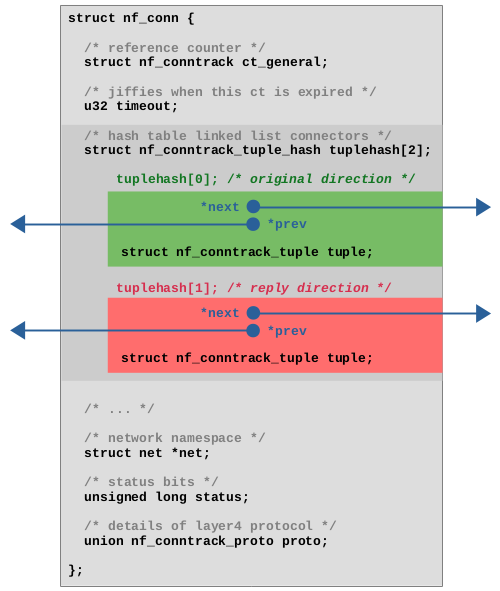 struct nf_conn {
/* reference counter */
struct nf_conntrack ct_general;
/* jiffies when this ct is expired */
u32 timeout;
/* hash table linked list connectors */
struct nf_conntrack_tuple_hash tuplehash[2];
tuplehash[0]; /* original direction */
*next
*prev
struct nf_conntrack_tuple tuple;
tuplehash[1]; /* reply direction */
*next
*prev
struct nf_conntrack_tuple tuple;
/* ... */
/* network namespace */
struct net *net;
/* status bits */
unsigned long status;
/* details of layer4 protocol */
union nf_conntrack_proto proto;
};